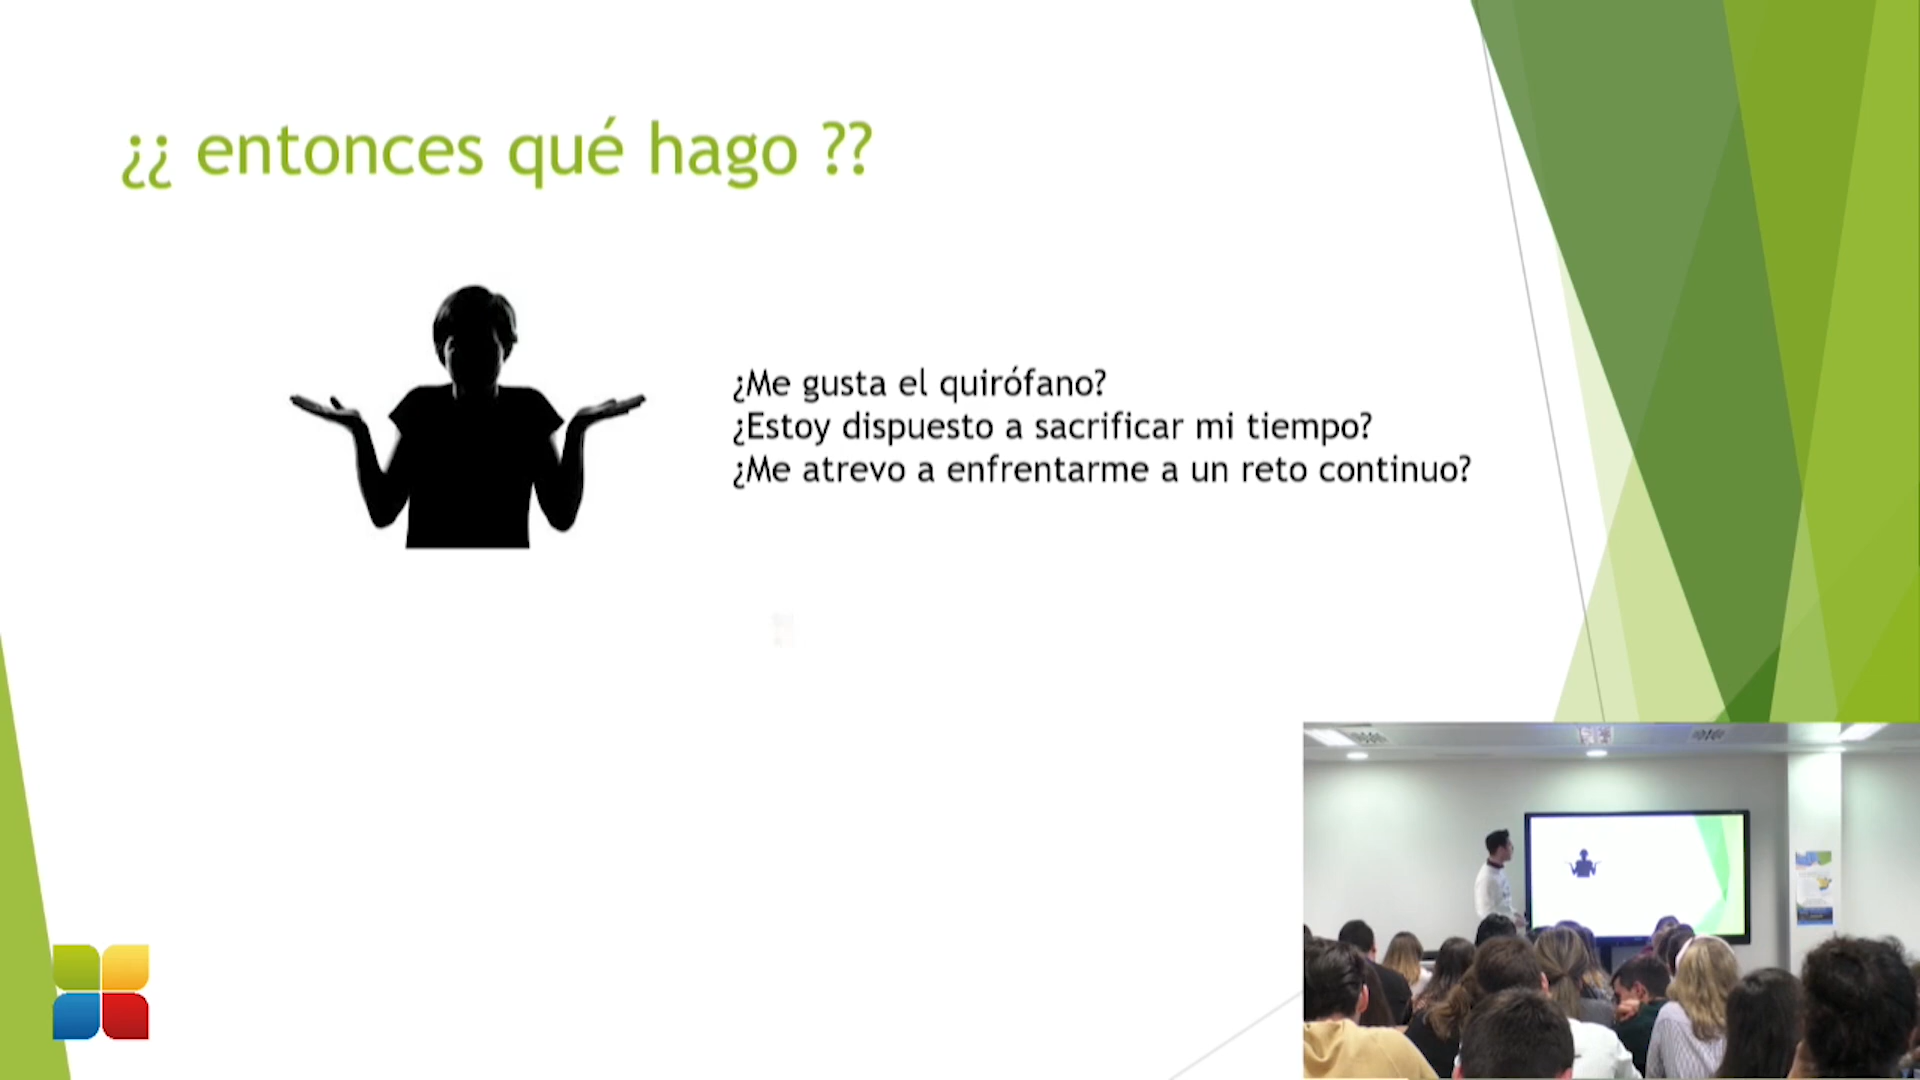 ¿¿ entonces qué hago ??
¿Me gusta el quirófano?
¿Estoy dispuesto a sacrificar mi tiempo?
¿Me atrevo a enfrentarme a un reto continuo?